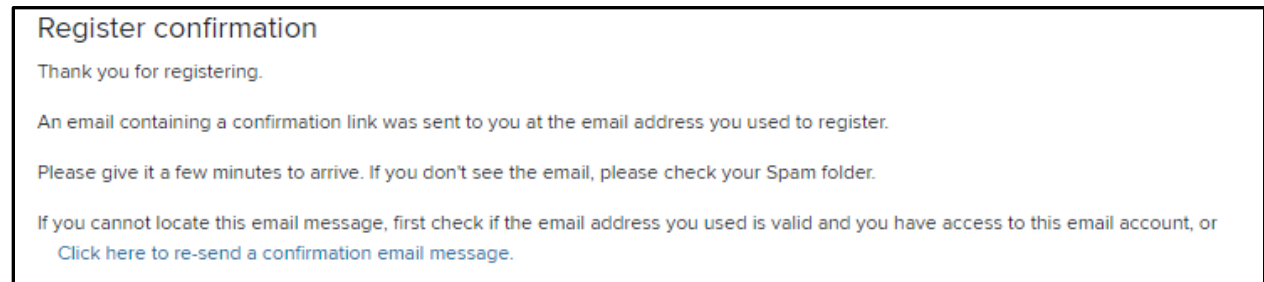 Register confirmation
Thank you for registering.
An email containing a confirmation link was sent to you at the email address you used to register.
Please give it a few minutes to arrive. If you don't see the email, please check your Spam folder.
If you cannot locate this email message, first check if the email address you used is valid and you have access to this email account, or
Click here to re-send a confirmation email message.